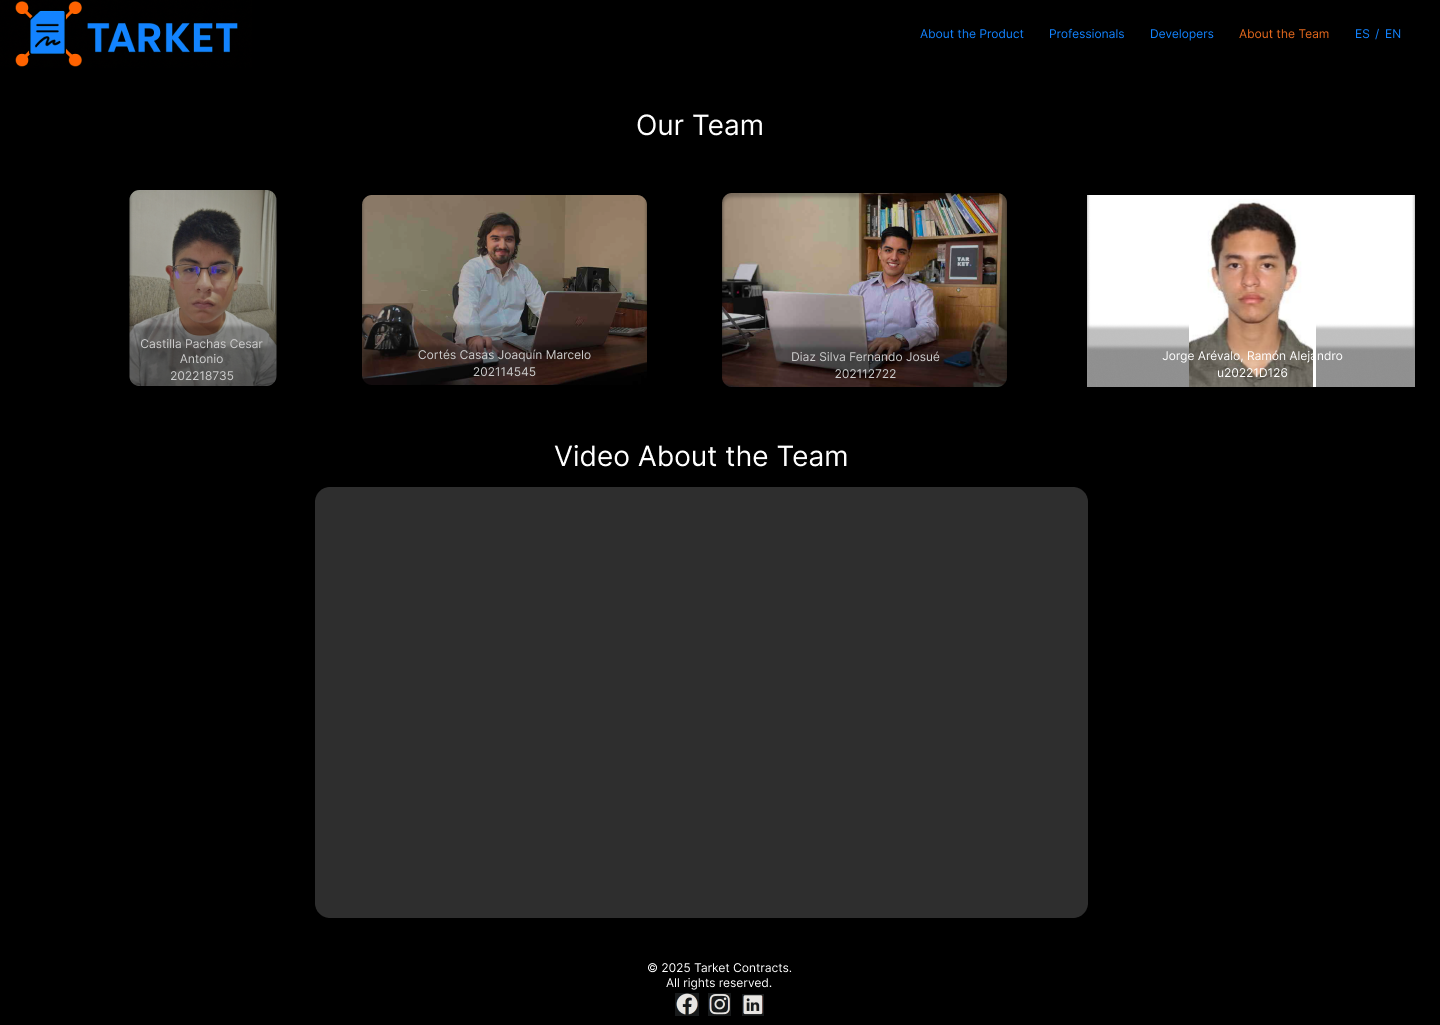 TARKET
About the Product
Professionals
Developers
About the Team
ES / EN
Our Team
Castilla Pachas Cesar
Antonio
202218735
Cortés Casas Joaquín Marcelo
202114545
TAR
KET
Diaz Silva Fernando Josué
202112722
Jorge Arévalo, Ramón Alejandro
u20221D126
Video About the Team
© 2025 Tarket Contracts.
All rights reserved.